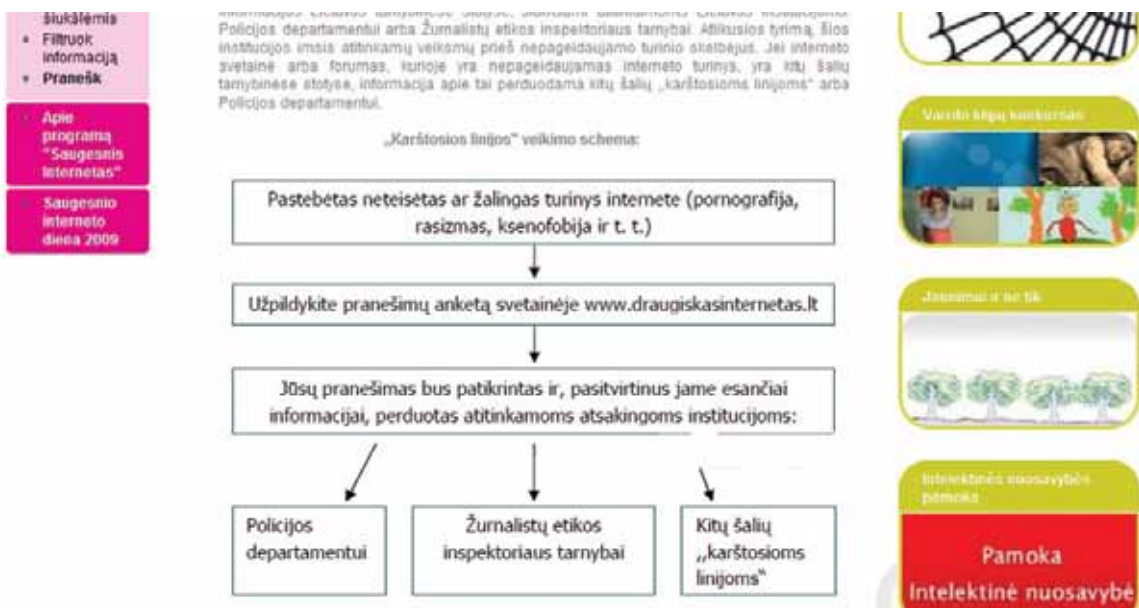 šiukšlėmis
Filtruok
informaciją
Pranešk
Apie
programą
"Saugesnis
Internetas"
Saugesnio
interneto
diena 2009
Policijos departamentui arba Žurnalistų etikos inspektoriaus tarnybai. Atlikusios tyrimą, šios
institucijos imsis atitinkamų veiksmų prieš nepageidaujamo turinio skelbėjus. Jei interneto
svetainė arba forumas, kurioje yra nepageidaujamas interneto turinys, yra kitų šalių
tarnybinėse stotyse, informacija apie tai perduodama kitų šalių „karštosioms linijoms“ arba
Policijos departamentui.
„Karštosios linijos“ veikimo schema:
Pastebėtas neteisėtas ar žalingas turinys internete (pornografija,
rasizmas, ksenofobija ir t. t.)
Užpildykite pranešimų anketą svetainėje www.draugiskasinternetas.lt
Jūsų pranešimas bus patikrintas ir, pasitvirtinus jame esančiai
informacijai, perduotas atitinkamoms atsakingoms institucijoms:
Policijos
departamentui
Žurnalistų etikos
inspektoriaus tarnybai
Kitų šalių
„karštosioms
linijoms“
Vaizdo klipų konkursas
Jausmai ir ne tik
Intelektinės nuosavybės
pamoka
Pamoka
Intelektinė nuosavybė